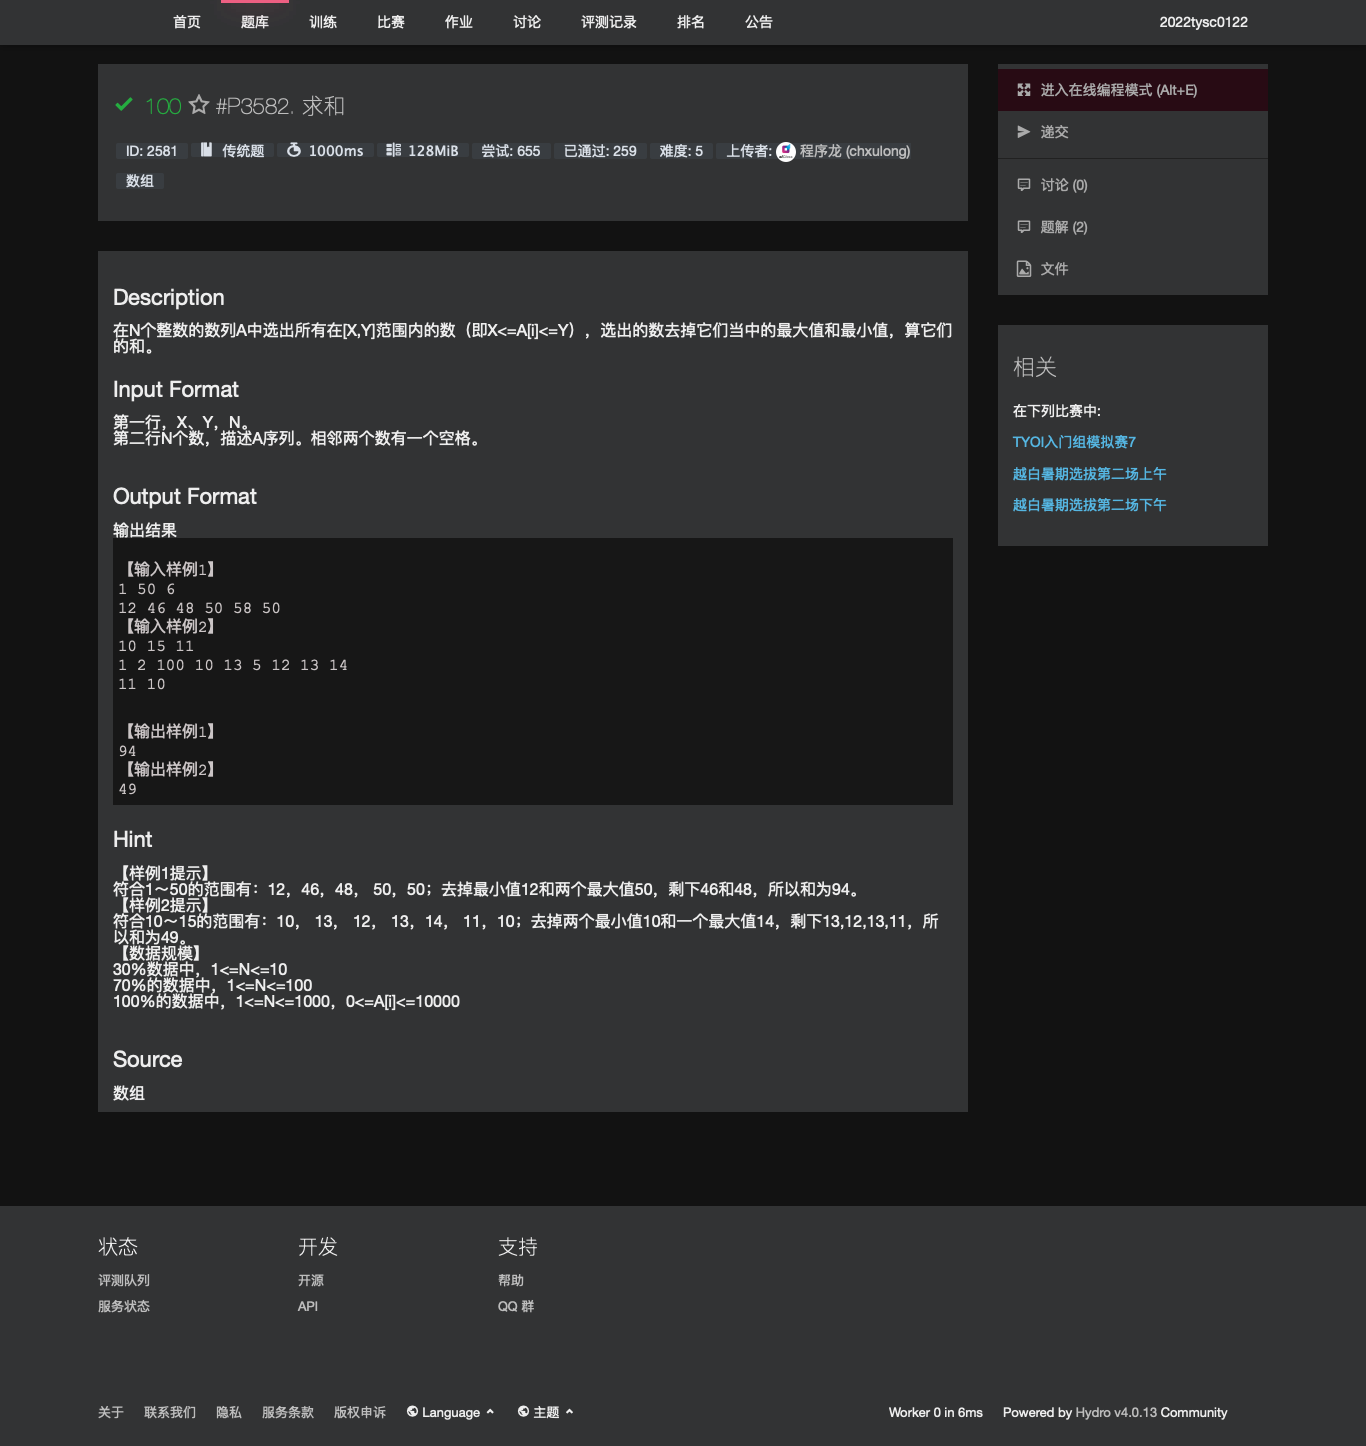 首页 题库 训练 比赛 作业 讨论 评测记录 排名 公告 2022tysc0122
100 #P3582. 求和
ID: 2581 传统题 1000ms 128MiB 尝试: 655 已通过: 259 难度: 5 上传者: 程序龙 (chxulong)
数组
进入在线编程模式 (Alt+E)
递交
讨论 (0)
题解 (2)
文件
相关
在下列比赛中:
TYOI入门组模拟赛7
越白暑期选拔第二场上午
越白暑期选拔第二场下午
Description
在N个整数的数列A中选出所有在[X,Y]范围内的数（即X<=A[i]<=Y），选出的数去掉它们当中的最大值和最小值，算它们
的和。
Input Format
第一行，X、Y，N。
第二行N个数，描述A序列。相邻两个数有一个空格。
Output Format
输出结果
【输入样例1】
1 50 6
12 46 48 50 58 50
【输入样例2】
10 15 11
1 2 100 10 13 5 12 13 14
11 10
【输出样例1】
94
【输出样例2】
49
Hint
【样例1提示】
符合1～50的范围有：12，46，48， 50，50；去掉最小值12和两个最大值50，剩下46和48，所以和为94。
【样例2提示】
符合10～15的范围有：10， 13， 12， 13，14， 11，10；去掉两个最小值10和一个最大值14，剩下13,12,13,11，所
以和为49。
【数据规模】
30%数据中，1<=N<=10
70%的数据中，1<=N<=100
100%的数据中，1<=N<=1000，0<=A[i]<=10000
Source
数组
状态 开发 支持
评测队列 开源 帮助
服务状态 API QQ 群
关于 联系我们 隐私 服务条款 版权申诉 Language 主题 Worker 0 in 6ms Powered by Hydro v4.0.13 Community